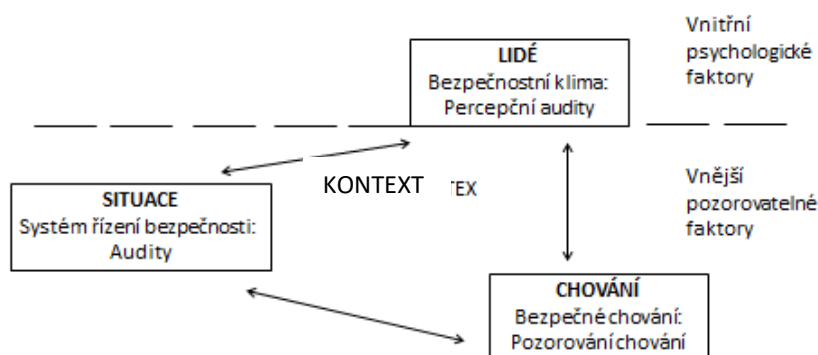 Vnitřní
psychologické
faktory
LIDÉ
Bezpečnostní klima:
Percepční audity
KONTEXT
TEX
Vnější
pozorovatelné
faktory
SITUACE
Systém řízení bezpečnosti:
Audity
CHOVÁNÍ
Bezpečné chování:
Pozorování chování